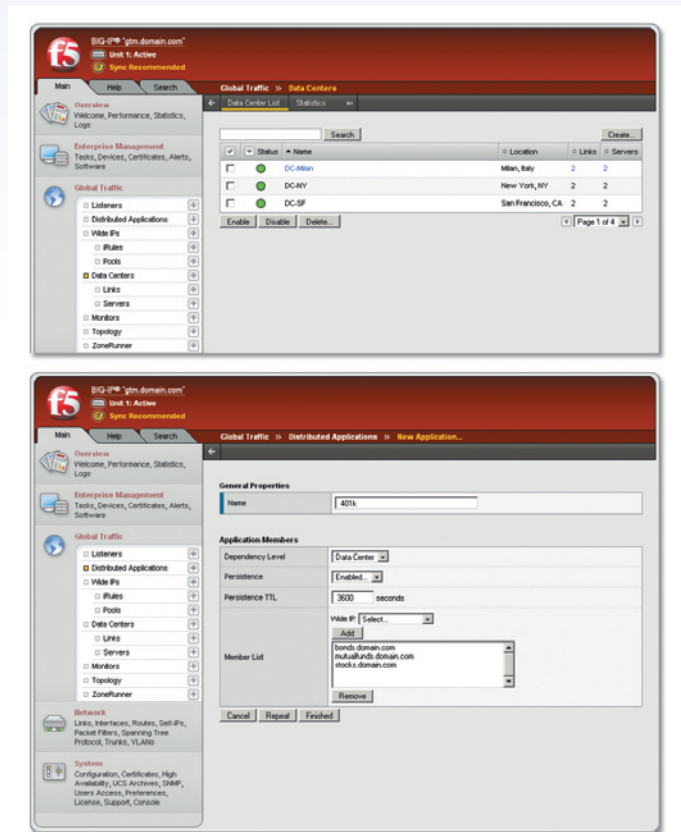 f5
BIG-IP® "gtm.domain.com"
Unit 1: Active
Sync Recommended
Main Help Search
Global Traffic » Data Centers
Data Center List Statistics
Overview
Welcome, Performance, Statistics, Logs
Enterprise Management
Tasks, Devices, Certificates, Alerts, Software
Global Traffic
Listeners
Distributed Applications
Wide IPs
iRules
Pools
Data Centers
Links
Servers
Monitors
Topology
ZoneRunner
Search
Create...
Status Name Location Links Servers
DC-Milan Milan, Italy 2 2
DC-NY New York, NY 2 2
DC-SF San Francisco, CA 2 2
Enable Disable Delete... Page 1 of 4
f5
BIG-IP® "gtm.domain.com"
Unit 1: Active
Sync Recommended
Main Help Search
Global Traffic » Distributed Applications » New Application...
Overview
Welcome, Performance, Statistics, Logs
Enterprise Management
Tasks, Devices, Certificates, Alerts, Software
Global Traffic
Listeners
Distributed Applications
Wide IPs
iRules
Pools
Data Centers
Links
Servers
Monitors
Topology
ZoneRunner
Network
Links, Interfaces, Routes, Self-IPs, Packet Filters, Spanning Tree Protocol, Trunks, VLANs
System
Configuration, Certificates, High Availability, UCS Archives, SNMP, Users Access, Preferences, License, Support, Console
General Properties
Name 401k
Application Members
Dependency Level Data Center
Persistence Enabled...
Persistence TTL 3600 seconds
Member List
Wide IP: Select...
Add
bonds.domain.com
mutualfunds.domain.com
stocks.domain.com
Remove
Cancel Repeat Finished